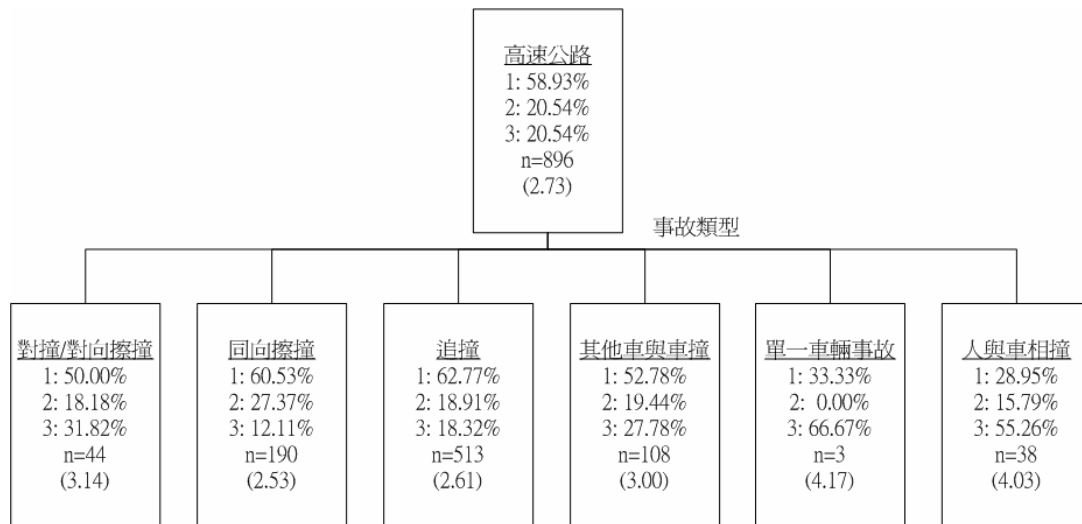 高速公路
1: 58.93%
2: 20.54%
3: 20.54%
n=896
(2.73)
事故類型
對撞/對向擦撞
1: 50.00%
2: 18.18%
3: 31.82%
n=44
(3.14)
同向擦撞
1: 60.53%
2: 27.37%
3: 12.11%
n=190
(2.53)
追撞
1: 62.77%
2: 18.91%
3: 18.32%
n=513
(2.61)
其他車與車撞
1: 52.78%
2: 19.44%
3: 27.78%
n=108
(3.00)
單一車輛事故
1: 33.33%
2: 0.00%
3: 66.67%
n=3
(4.17)
人與車相撞
1: 28.95%
2: 15.79%
3: 55.26%
n=38
(4.03)